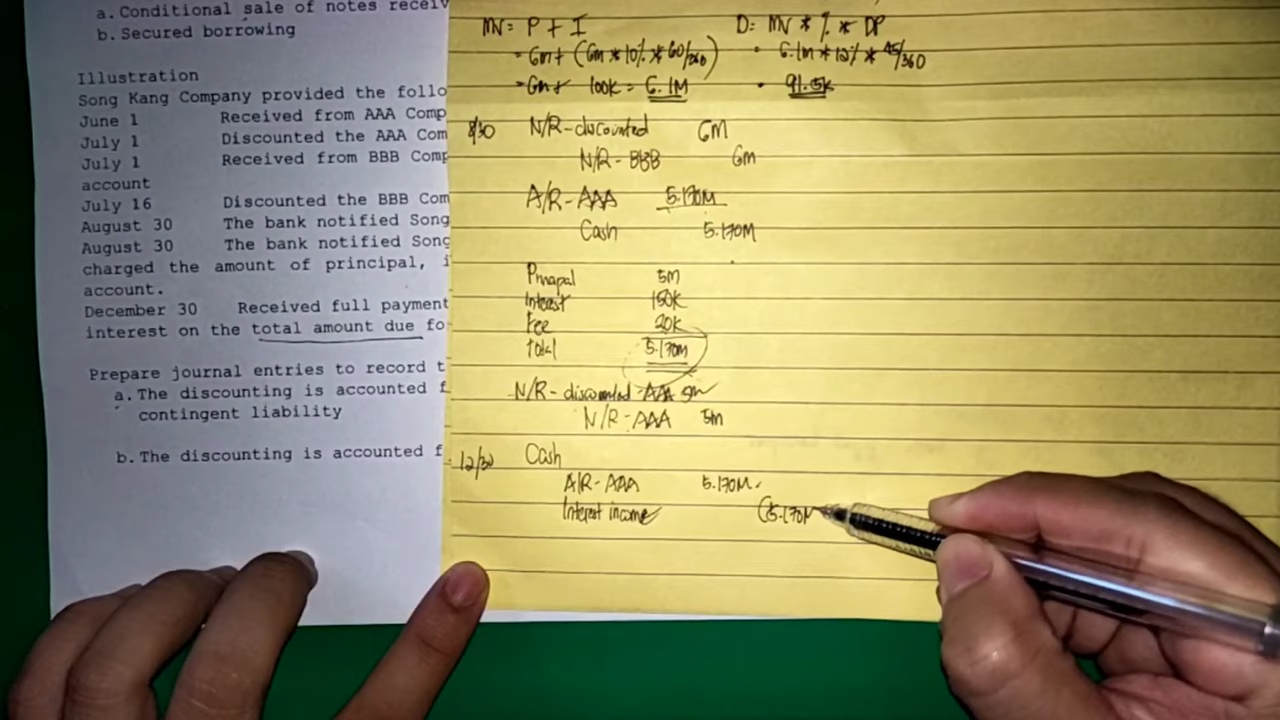 a. Conditional sale of notes receiv
b. Secured borrowing
Illustration
Song Kang Company provided the follo
June 1 Received from AAA Comp
July 1 Discounted the AAA Com
July 1 Received from BBB Comp
account
July 16 Discounted the BBB Com
August 30 The bank notified Song
August 30 The bank notified Song
charged the amount of principal, i
account.
December 30 Received full payment
interest on the total amount due fo
Prepare journal entries to record t
a. The discounting is accounted f
contingent liability
b. The discounting is accounted f
MV = P + I
= 6m + (6m * 10% * 60/360)
= 6m + 100k = 6.1M
D = MV * % * DP
= 6.1m * 12% * 45/360
= 91.5k
8/30 N/R-discounted 6M
N/R-BBB 6m
A/R-AAA 5.170M
Cash 5.170M
Principal 5M
Interest 150K
Fee 20K
Total 5.170M
N/R-discounted-AAA 5m
N/R-AAA 5m
12/30 Cash
A/R-AAA 5.170M
Interest income (5.170M